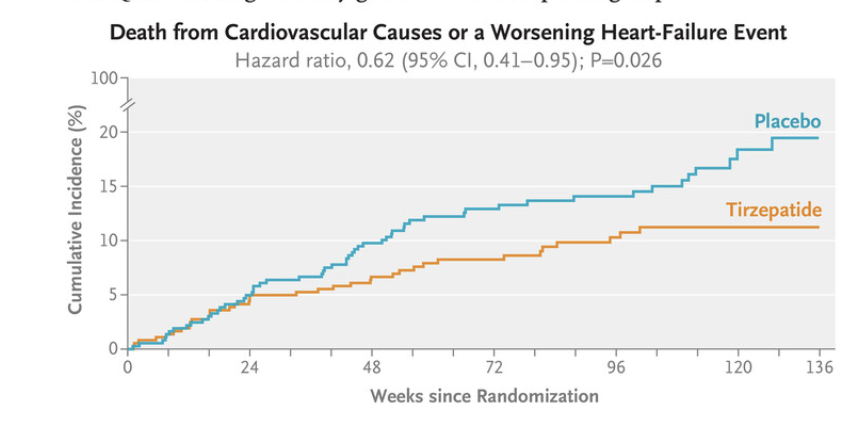 Death from Cardiovascular Causes or a Worsening Heart-Failure Event
Hazard ratio, 0.62 (95% CI, 0.41–0.95); P=0.026
Cumulative Incidence (%)
100
20
15
10
5
0
Placebo
Tirzepatide
0 24 48 72 96 120 136
Weeks since Randomization